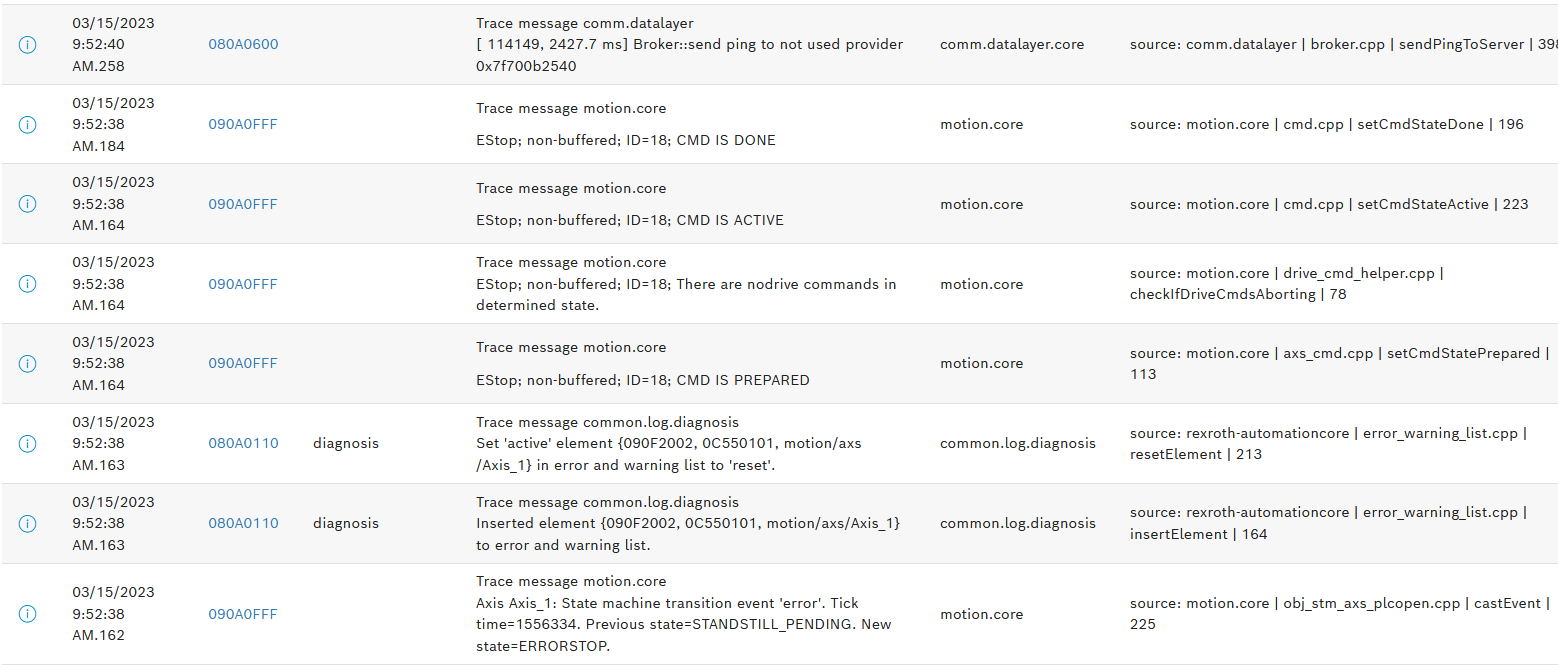 03/15/2023
9:52:40
AM.258
080A0600
Trace message comm.datalayer
[ 114149, 2427.7 ms] Broker::send ping to not used provider
0x7f700b2540
comm.datalayer.core
source: comm.datalayer | broker.cpp | sendPingToServer | 398
03/15/2023
9:52:38
AM.184
090A0FFF
Trace message motion.core
EStop; non-buffered; ID=18; CMD IS DONE
motion.core
source: motion.core | cmd.cpp | setCmdStateDone | 196
03/15/2023
9:52:38
AM.164
090A0FFF
Trace message motion.core
EStop; non-buffered; ID=18; CMD IS ACTIVE
motion.core
source: motion.core | cmd.cpp | setCmdStateActive | 223
03/15/2023
9:52:38
AM.164
090A0FFF
Trace message motion.core
EStop; non-buffered; ID=18; There are nodrive commands in
determined state.
motion.core
source: motion.core | drive_cmd_helper.cpp |
checkIfDriveCmdsAborting | 78
03/15/2023
9:52:38
AM.164
090A0FFF
Trace message motion.core
EStop; non-buffered; ID=18; CMD IS PREPARED
motion.core
source: motion.core | axs_cmd.cpp | setCmdStatePrepared |
113
03/15/2023
9:52:38
AM.163
080A0110
diagnosis
Trace message common.log.diagnosis
Set 'active' element {090F2002, 0C550101, motion/axs
/Axis_1} in error and warning list to 'reset'.
common.log.diagnosis
source: rexroth-automationcore | error_warning_list.cpp |
resetElement | 213
03/15/2023
9:52:38
AM.163
080A0110
diagnosis
Trace message common.log.diagnosis
Inserted element {090F2002, 0C550101, motion/axs/Axis_1}
to error and warning list.
common.log.diagnosis
source: rexroth-automationcore | error_warning_list.cpp |
insertElement | 164
03/15/2023
9:52:38
AM.162
090A0FFF
Trace message motion.core
Axis Axis_1: State machine transition event 'error'. Tick
time=1556334. Previous state=STANDSTILL_PENDING. New
state=ERRORSTOP.
motion.core
source: motion.core | obj_stm_axs_plcopen.cpp | castEvent |
225